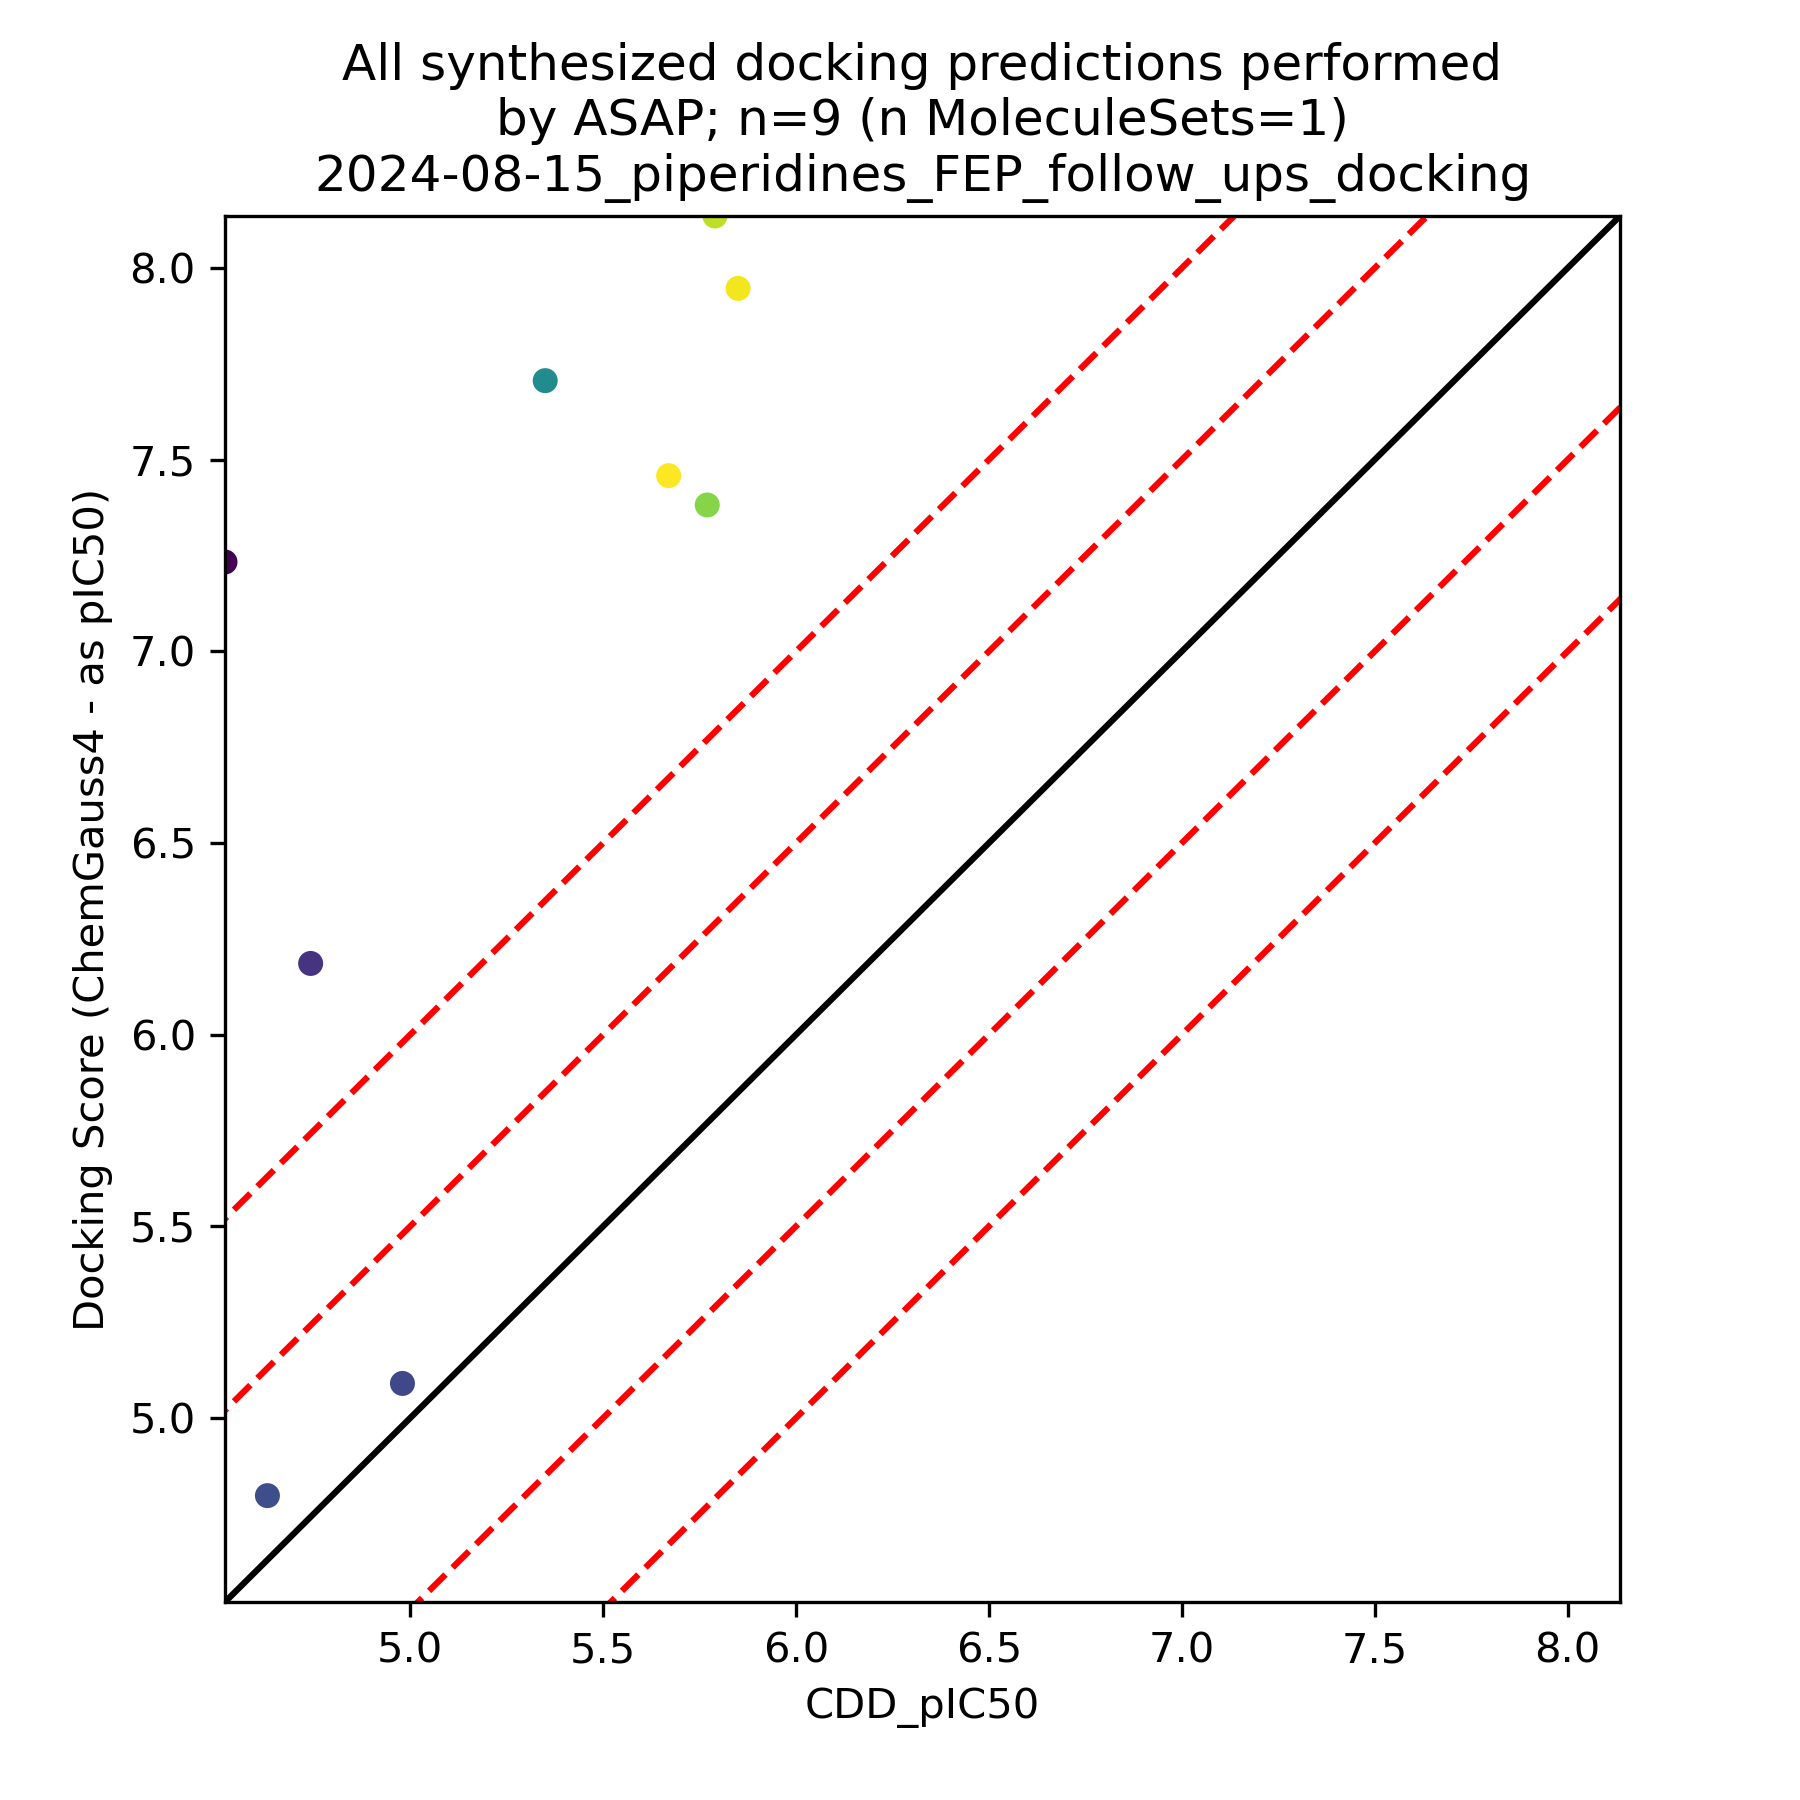 All synthesized docking predictions performed
by ASAP; n=9 (n MoleculeSets=1)
2024-08-15_piperidines_FEP_follow_ups_docking
8.0
7.5
7.0
6.5
6.0
5.5
5.0
Docking Score (ChemGauss4 - as pIC50)
5.0 5.5 6.0 6.5 7.0 7.5 8.0
CDD_pIC50